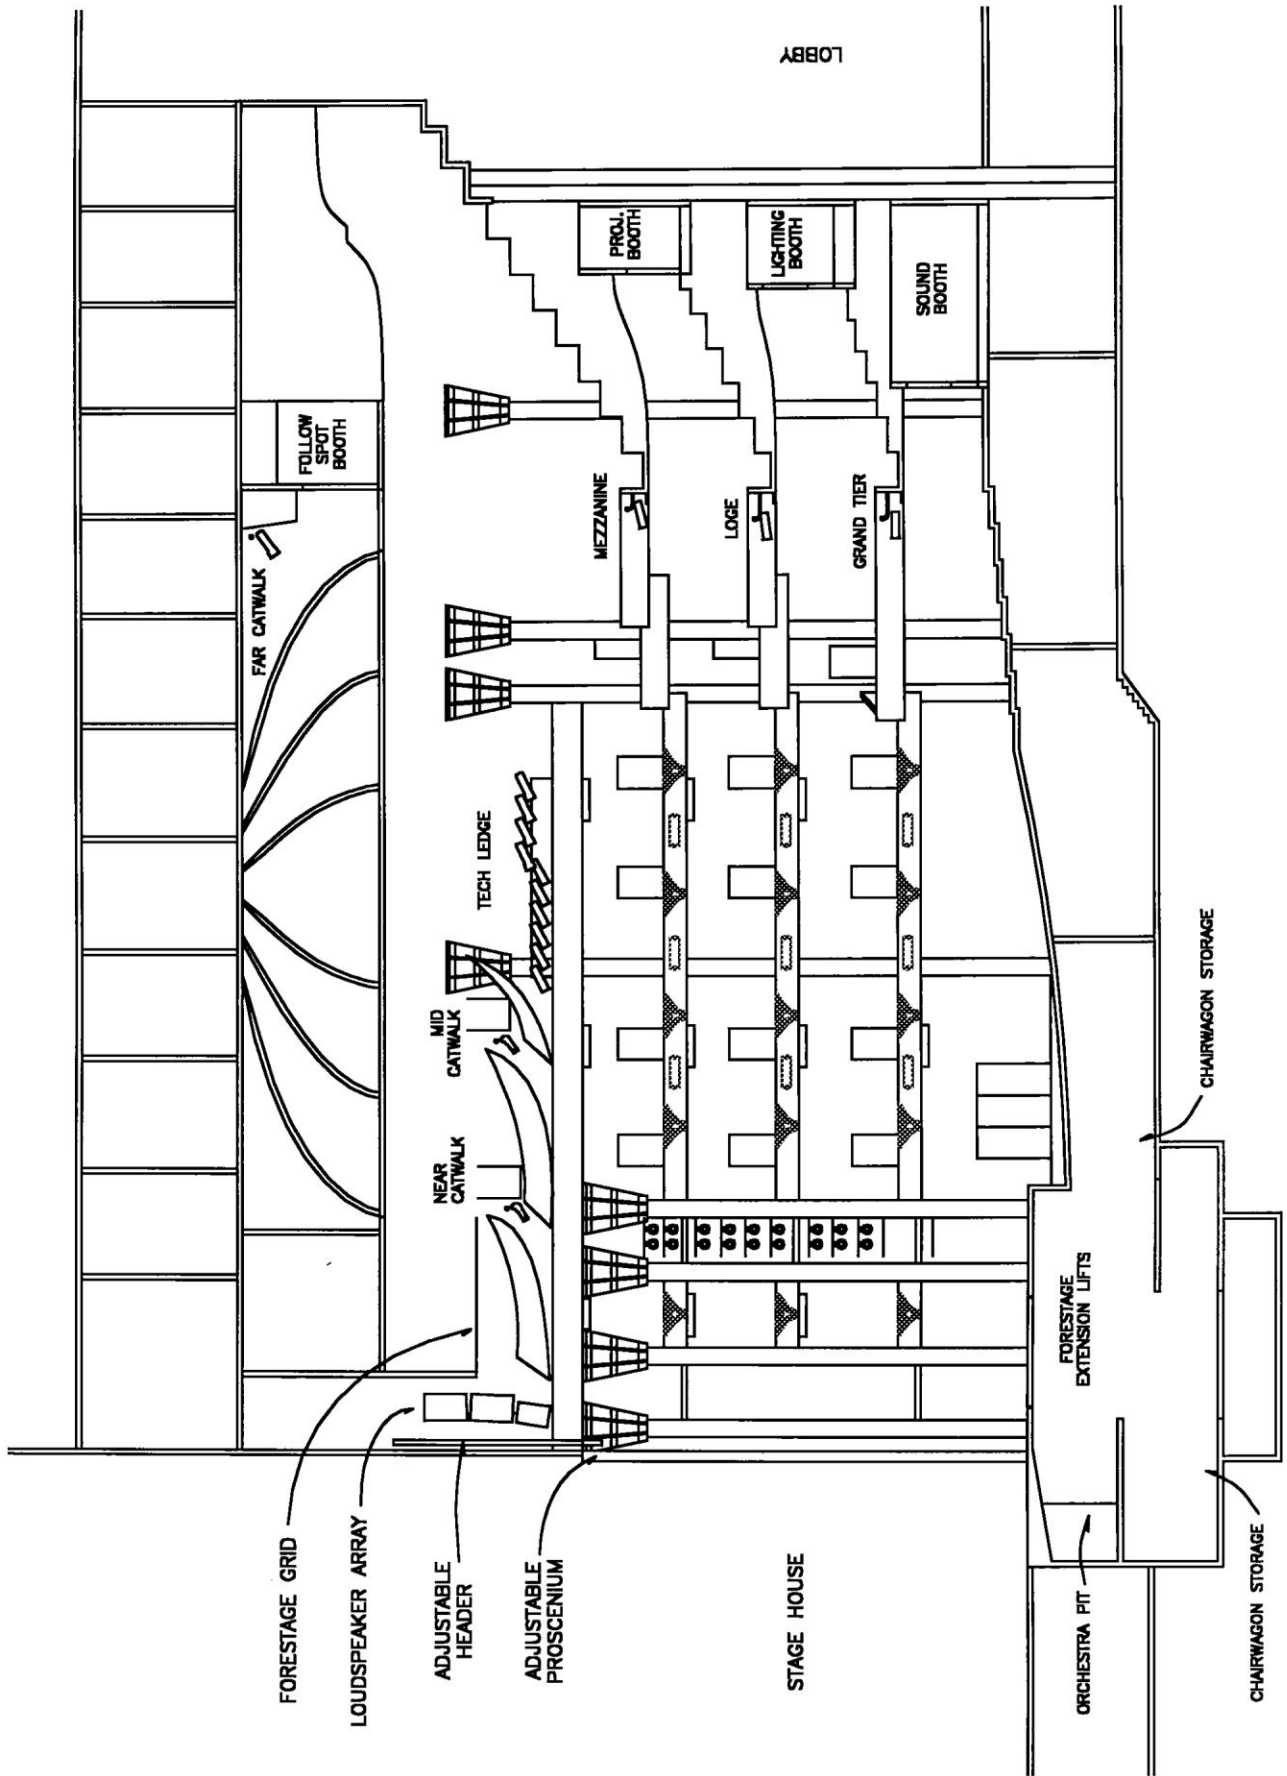 LOBBY
FOLLOW
SPOT
BOOTH
FAR CATWALK
PROJ.
BOOTH
LIGHTING
BOOTH
SOUND
BOOTH
MEZZANINE
LOGE
GRAND TIER
TECH LEDGE
MID
CATWALK
NEAR
CATWALK
FORESTAGE GRID
LOUDSPEAKER ARRAY
ADJUSTABLE
HEADER
ADJUSTABLE
PROSCENIUM
STAGE HOUSE
FORESTAGE
EXTENSION LIFTS
ORCHESTRA PIT
CHAIRWAGON STORAGE
CHAIRWAGON STORAGE